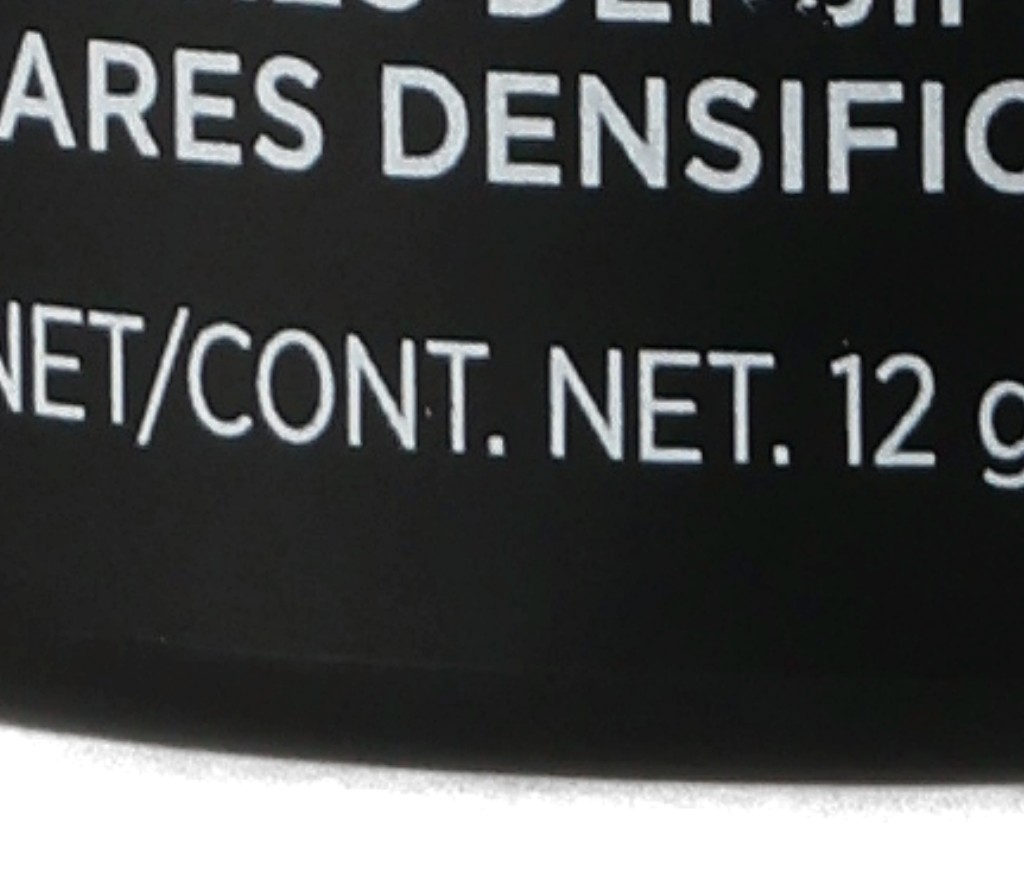 ARES DENSIFIC
NET/CONT. NET. 12 g